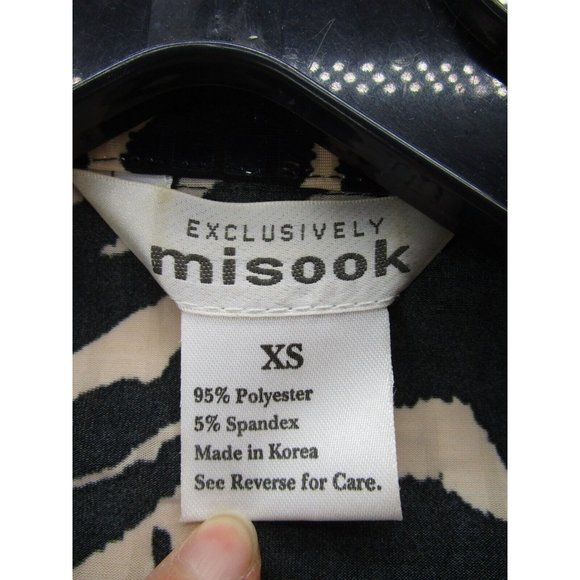 EXCLUSIVELY
misook
XS
95% Polyester
5% Spandex
Made in Korea
See Reverse for Care.